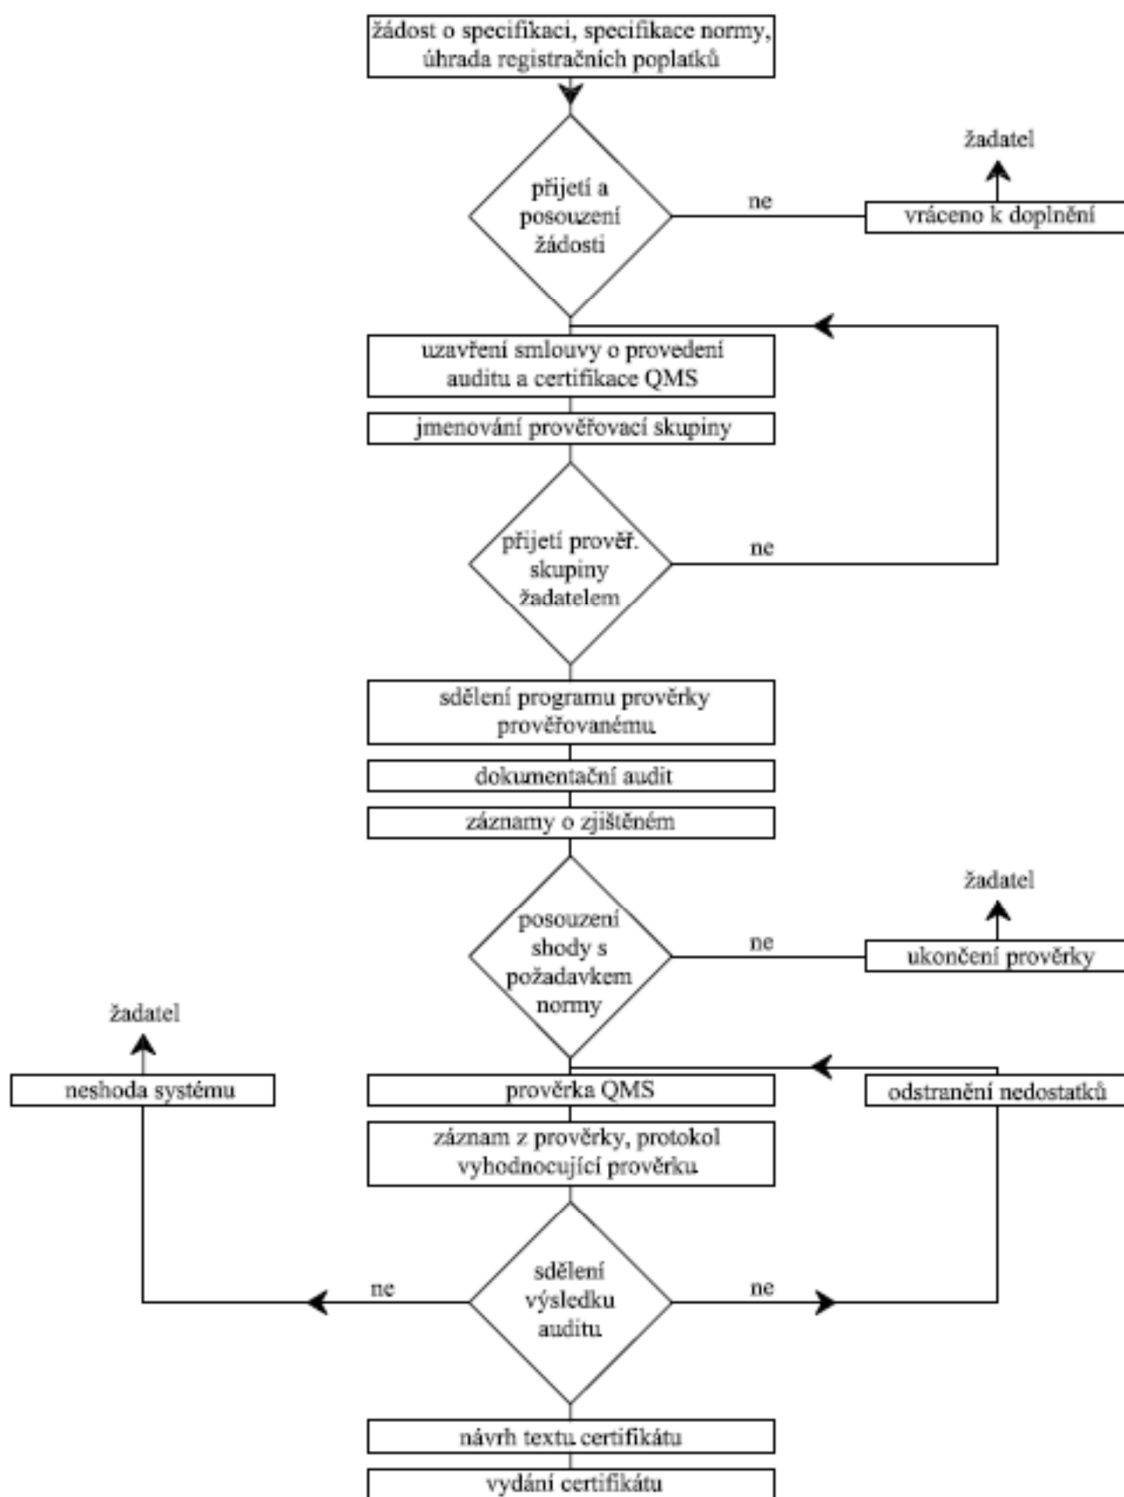 žádost o specifikaci, specifikace normy,
úhrada registračních poplatků
žadatel
přijetí a
posouzení
žádosti
ne
vráceno k doplnění
uzavření smlouvy o provedení
auditu a certifikace QMS
jmenování prověřovací skupiny
přijetí prověř.
skupiny
žadatelem
ne
sdělení programu prověrky
prověřovanému
dokumentační audit
záznamy o zjištěném
žadatel
posouzení
shody s
požadavkem
normy
ne
ukončení prověrky
žadatel
neshoda systému
prověrka QMS
odstranění nedostatků
záznam z prověrky, protokol
vyhodnocující prověrku
ne
sdělení
výsledku
auditu
ne
návrh textu certifikátu
vydání certifikátu